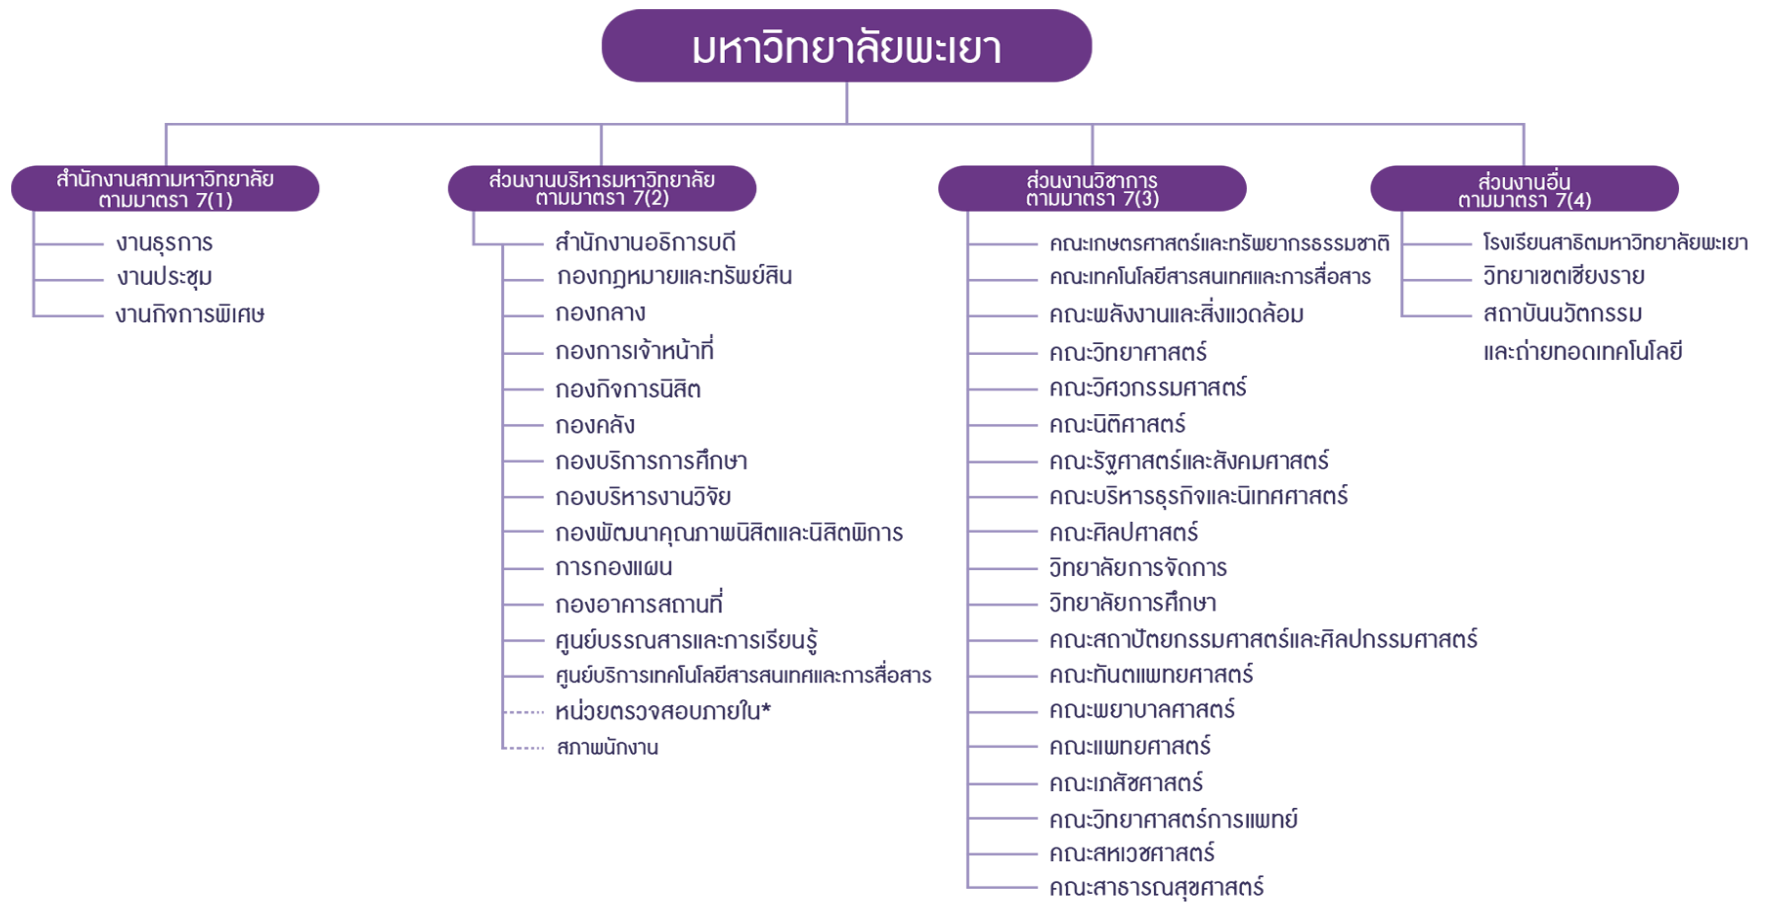 มหาวิทยาลัยพะเยา
สำนักงานสภามหาวิทยาลัย
ตามมาตรา 7(1)
งานธุรการ
งานประชุม
งานกิจการพิเศษ
ส่วนงานบริหารมหาวิทยาลัย
ตามมาตรา 7(2)
สำนักงานอธิการบดี
กองกฎหมายและทรัพย์สิน
กองกลาง
กองการเจ้าหน้าที่
กองกิจการนิสิต
กองคลัง
กองบริการการศึกษา
กองบริหารงานวิจัย
กองพัฒนาคุณภาพนิสิตและนิสิตพิการ
การกองแผน
กองอาคารสถานที่
ศูนย์บรรณสารและการเรียนรู้
ศูนย์บริการเทคโนโลยีสารสนเทศและการสื่อสาร
หน่วยตรวจสอบภายใน*
สภาพนักงาน
ส่วนงานวิชาการ
ตามมาตรา 7(3)
คณะเกษตรศาสตร์และทรัพยากรธรรมชาติ
คณะเทคโนโลยีสารสนเทศและการสื่อสาร
คณะพลังงานและสิ่งแวดล้อม
คณะวิทยาศาสตร์
คณะวิศวกรรมศาสตร์
คณะนิติศาสตร์
คณะรัฐศาสตร์และสังคมศาสตร์
คณะบริหารธุรกิจและนิเทศศาสตร์
คณะศิลปศาสตร์
วิทยาลัยการจัดการ
วิทยาลัยการศึกษา
คณะสถาปัตยกรรมศาสตร์และศิลปกรรมศาสตร์
คณะทันตแพทยศาสตร์
คณะพยาบาลศาสตร์
คณะแพทยศาสตร์
คณะเภสัชศาสตร์
คณะวิทยาศาสตร์การแพทย์
คณะสหเวชศาสตร์
คณะสาธารณสุขศาสตร์
ส่วนงานอื่น
ตามมาตรา 7(4)
โรงเรียนสาธิตมหาวิทยาลัยพะเยา
วิทยาเขตเชียงราย
สถาบันนวัตกรรม
และถ่ายทอดเทคโนโลยี